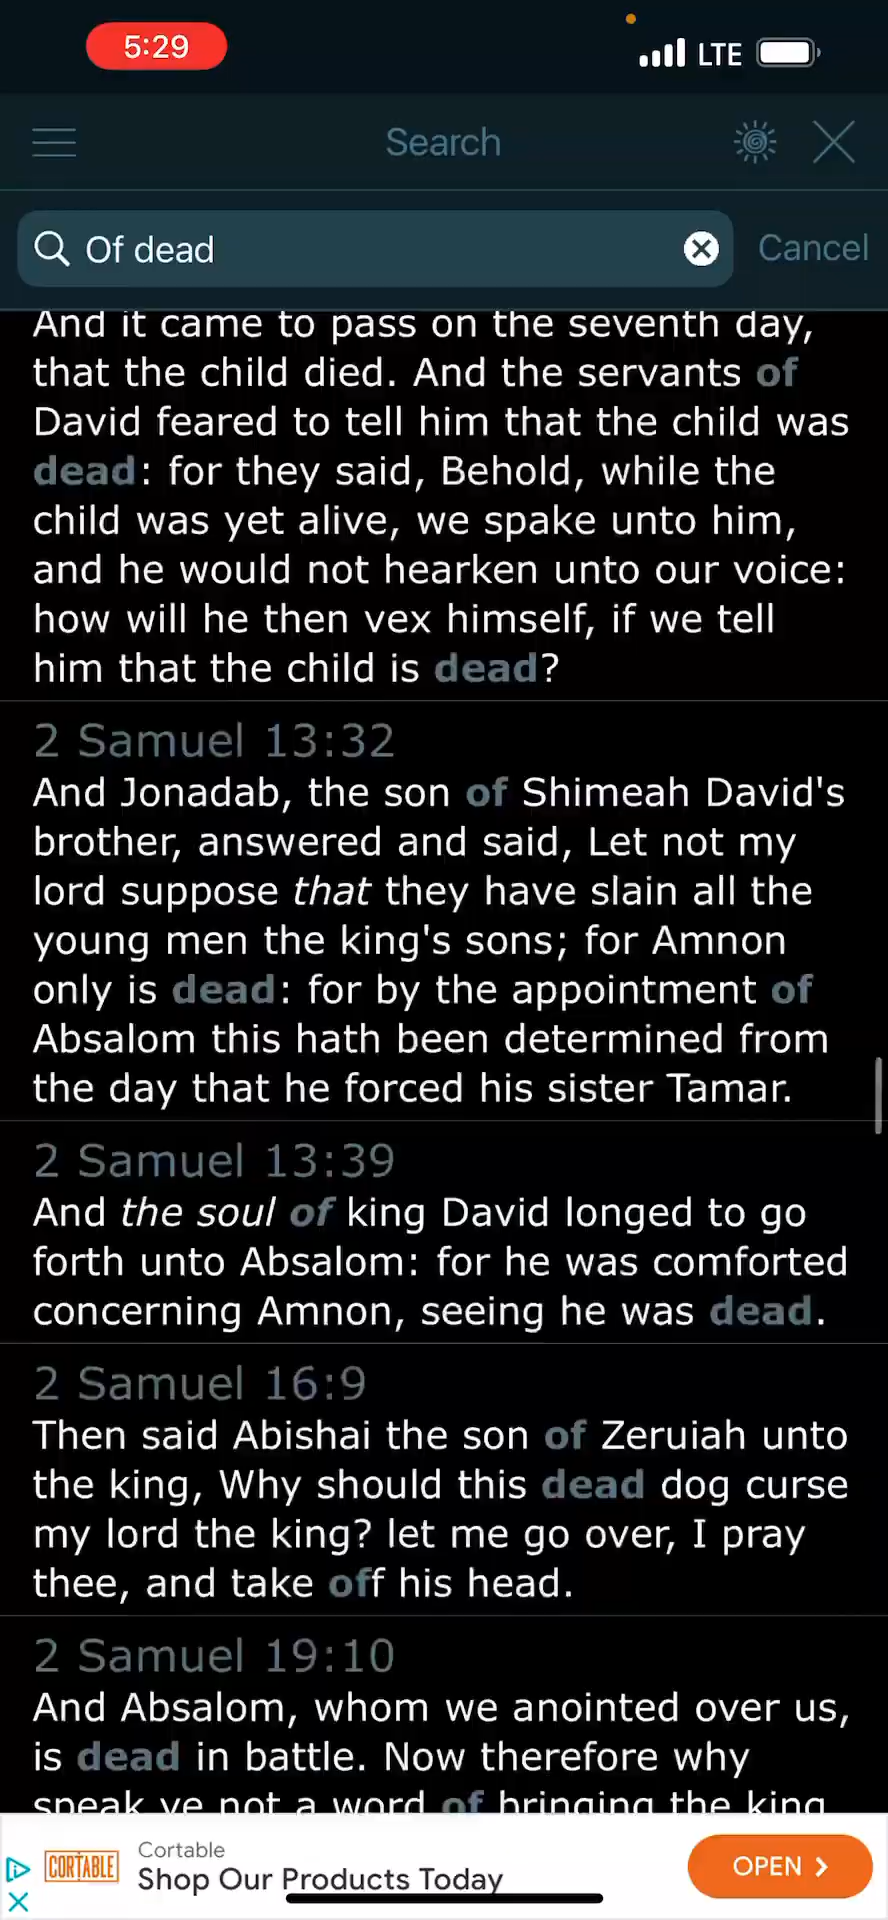 5:29
LTE
Search
Of dead
Cancel
And it came to pass on the seventh day,
that the child died. And the servants of
David feared to tell him that the child was
dead: for they said, Behold, while the
child was yet alive, we spake unto him,
and he would not hearken unto our voice:
how will he then vex himself, if we tell
him that the child is dead?
2 Samuel 13:32
And Jonadab, the son of Shimeah David's
brother, answered and said, Let not my
lord suppose that they have slain all the
young men the king's sons; for Amnon
only is dead: for by the appointment of
Absalom this hath been determined from
the day that he forced his sister Tamar.
2 Samuel 13:39
And the soul of king David longed to go
forth unto Absalom: for he was comforted
concerning Amnon, seeing he was dead.
2 Samuel 16:9
Then said Abishai the son of Zeruiah unto
the king, Why should this dead dog curse
my lord the king? let me go over, I pray
thee, and take off his head.
2 Samuel 19:10
And Absalom, whom we anointed over us,
is dead in battle. Now therefore why
speak ye not a word of bringing the king
CORTABLE
Cortable
Shop Our Products Today
OPEN